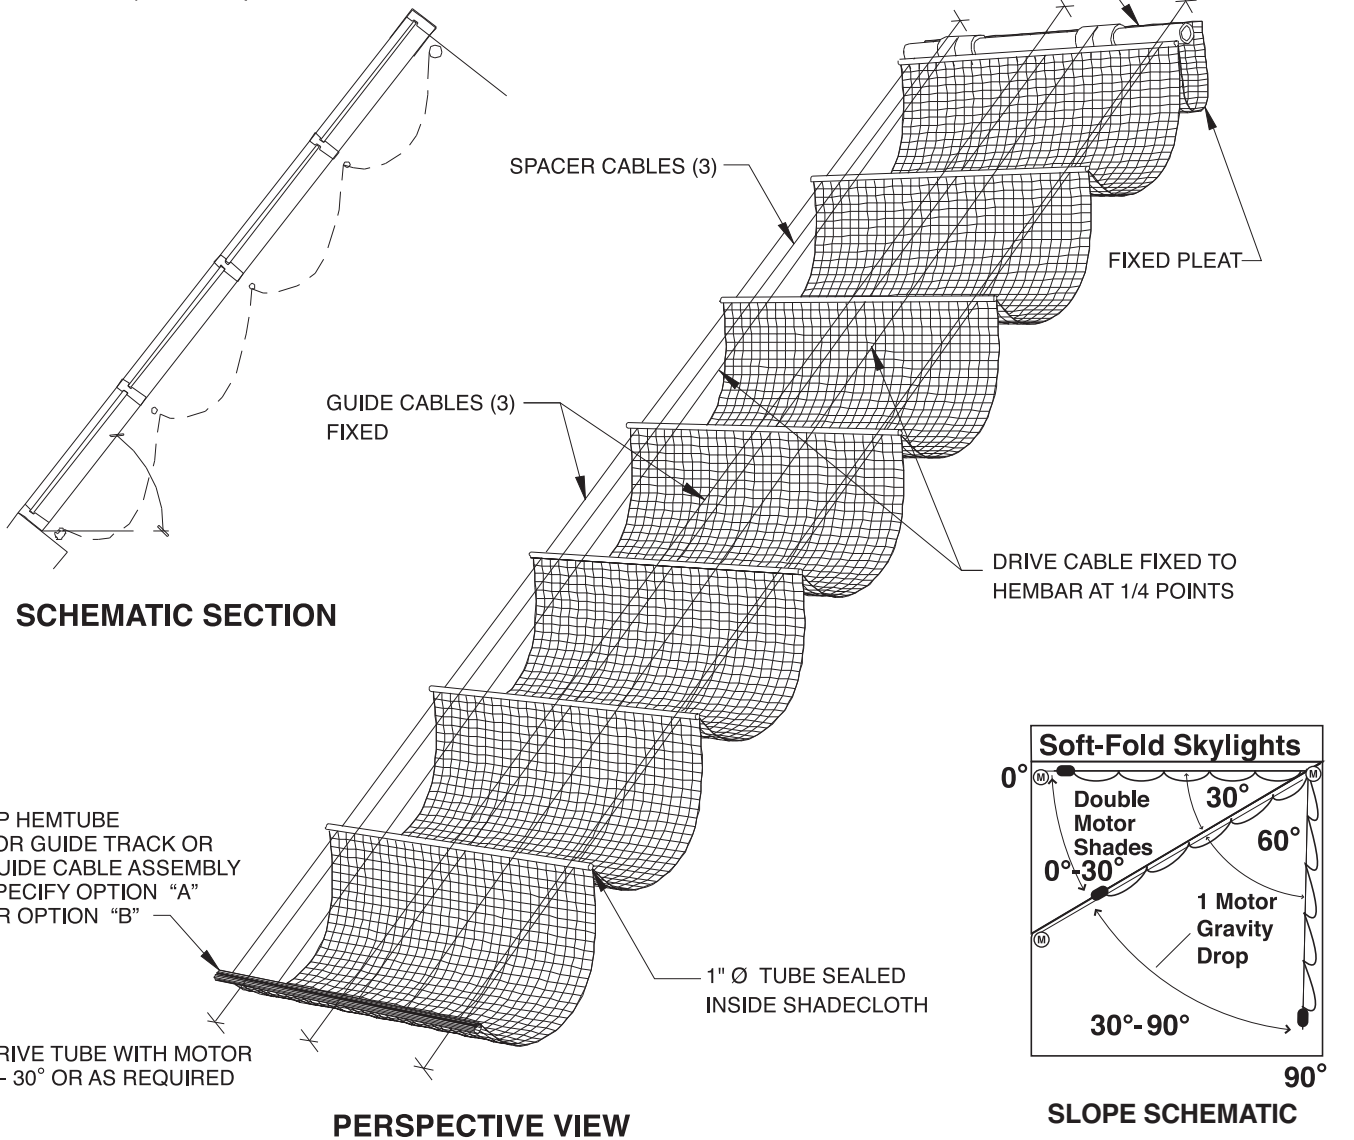 SPACER CABLES (3)
FIXED PLEAT
GUIDE CABLES (3)
FIXED
DRIVE CABLE FIXED TO
HEMBAR AT 1/4 POINTS
SCHEMATIC SECTION
P HEMTUBE
OR GUIDE TRACK OR
UIDE CABLE ASSEMBLY
PECIFY OPTION “A”
R OPTION “B”
1" Ø TUBE SEALED
INSIDE SHADECLOTH
RIVE TUBE WITH MOTOR
- 30° OR AS REQUIRED
PERSPECTIVE VIEW
Soft-Fold Skylights
0°
M
M
Double
Motor
Shades
0°-30°
30°
60°
1 Motor
Gravity
Drop
M
30°-90°
90°
SLOPE SCHEMATIC